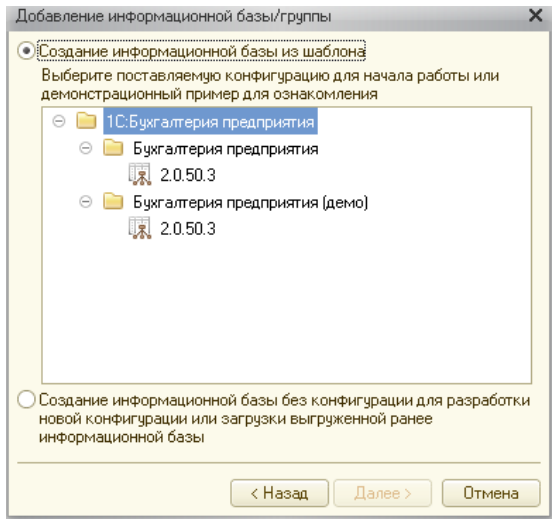 Добавление информационной базы/группы
Создание информационной базы из шаблона
Выберите поставляемую конфигурацию для начала работы или
демонстрационный пример для ознакомления
1С:Бухгалтерия предприятия
Бухгалтерия предприятия
2.0.50.3
Бухгалтерия предприятия (демо)
2.0.50.3
Создание информационной базы без конфигурации для разработки
новой конфигурации или загрузки выгруженной ранее
информационной базы
< Назад
Далее >
Отмена